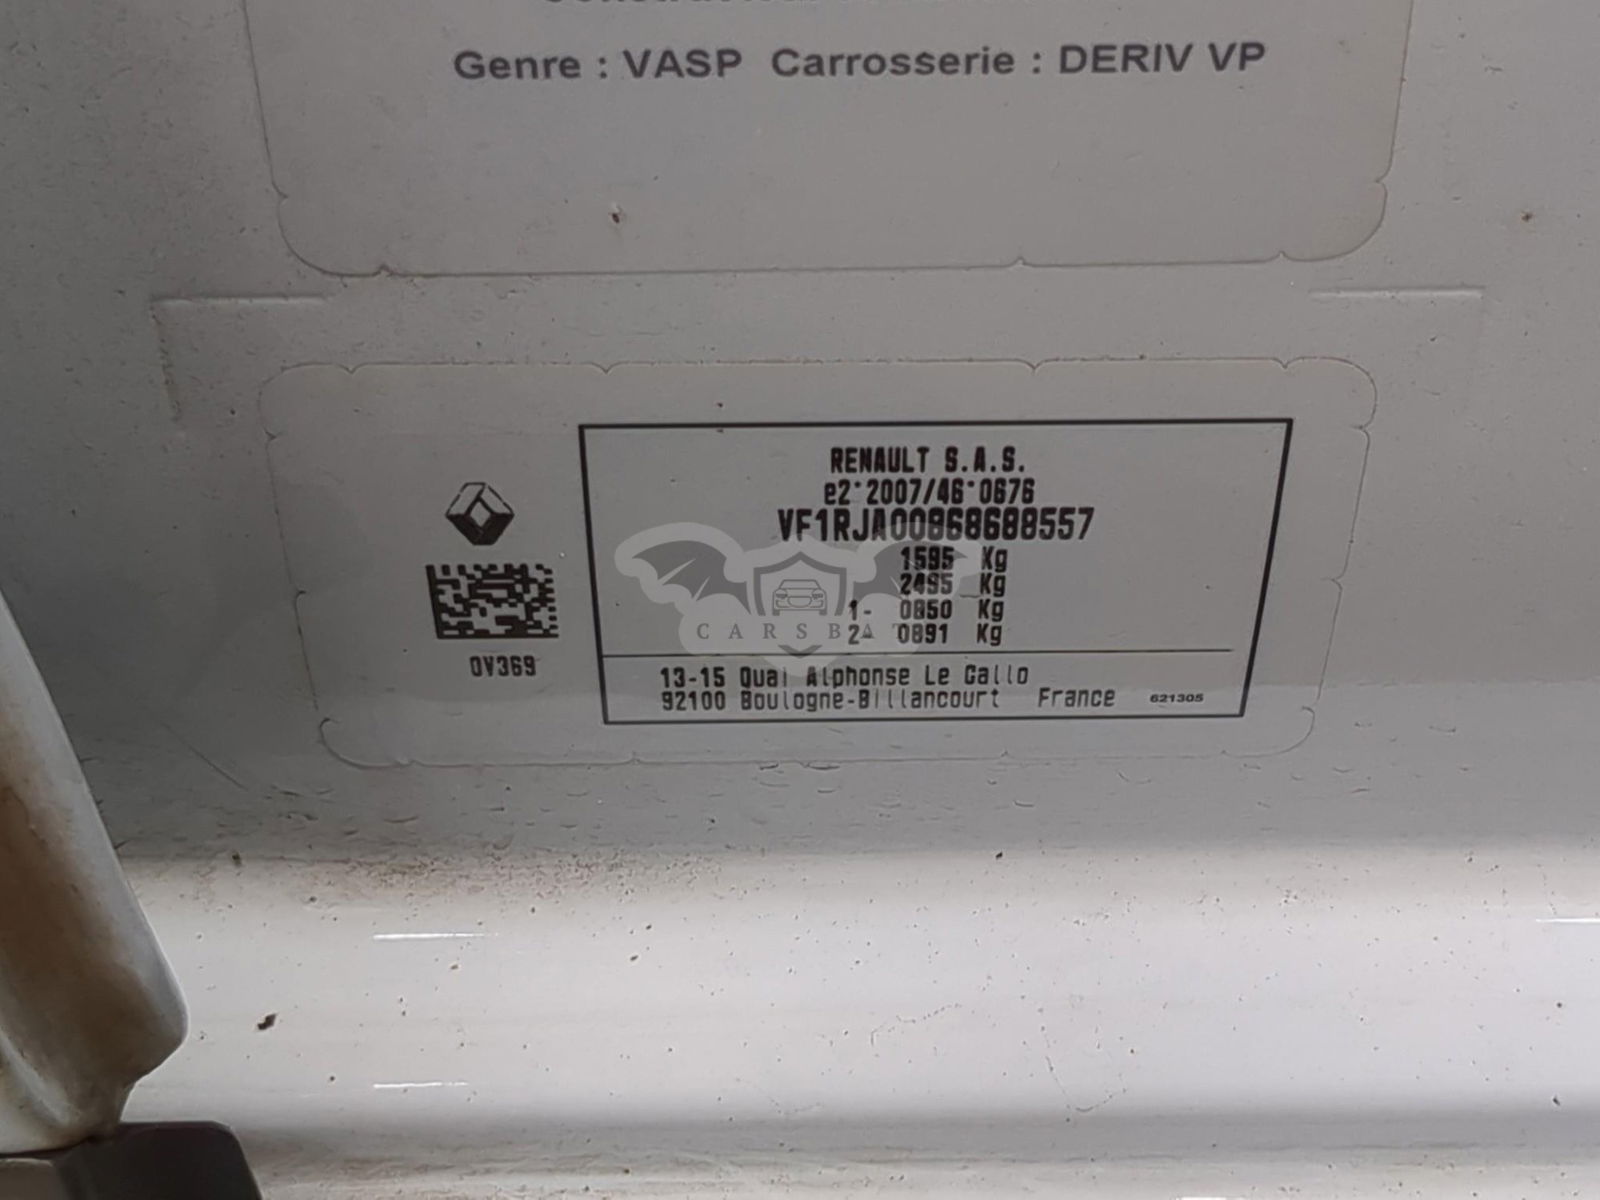 Genre : VASP Carrosserie : DERIV VP
RENAULT S.A.S.
e2*2007/46*0676
VF1RJA00868688557
1595 Kg
2495 Kg
1- 0850 Kg
2- 0891 Kg
CARSBAT
0V369
13-15 Quai Alphonse Le Gallo
92100 Boulogne-Billancourt France 621305